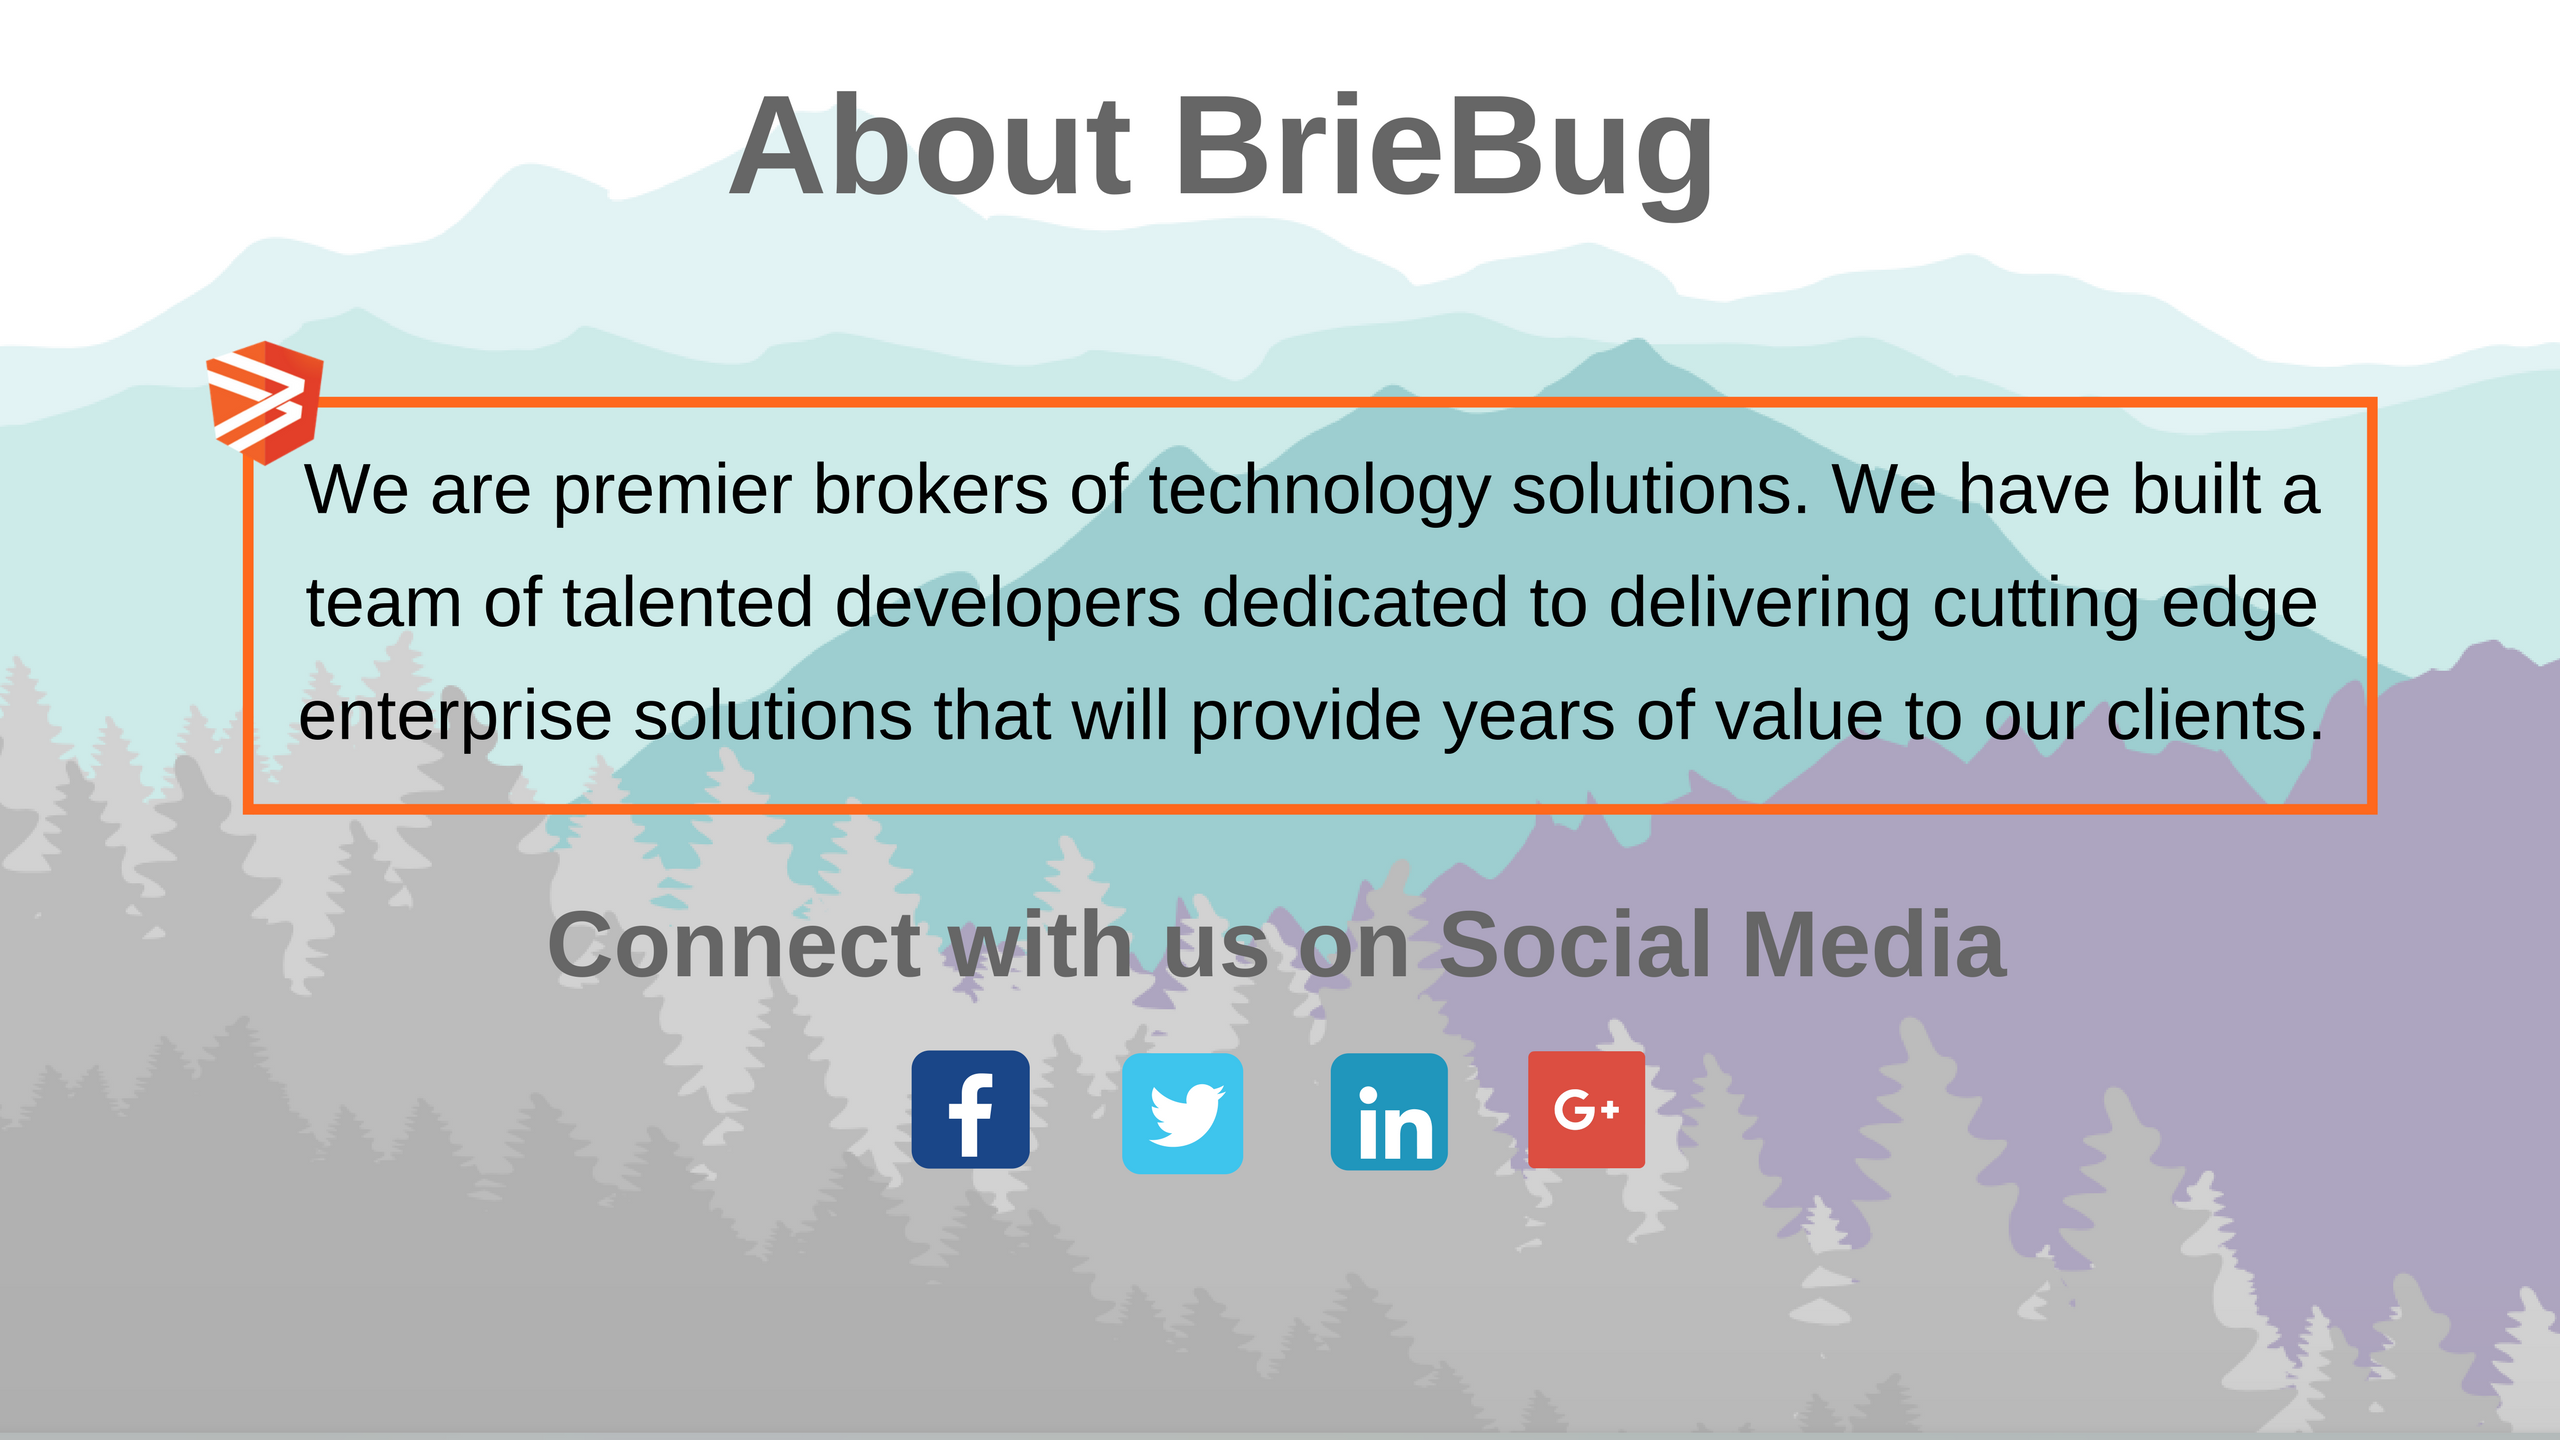 About BrieBug
We are premier brokers of technology solutions. We have built a
team of talented developers dedicated to delivering cutting edge
enterprise solutions that will provide years of value to our clients.
Connect with us on Social Media
f
in
G+